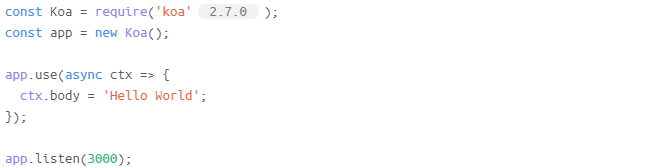 const Koa = require('koa' 2.7.0 );
const app = new Koa();
app.use(async ctx => {
  ctx.body = 'Hello World';
});
app.listen(3000);